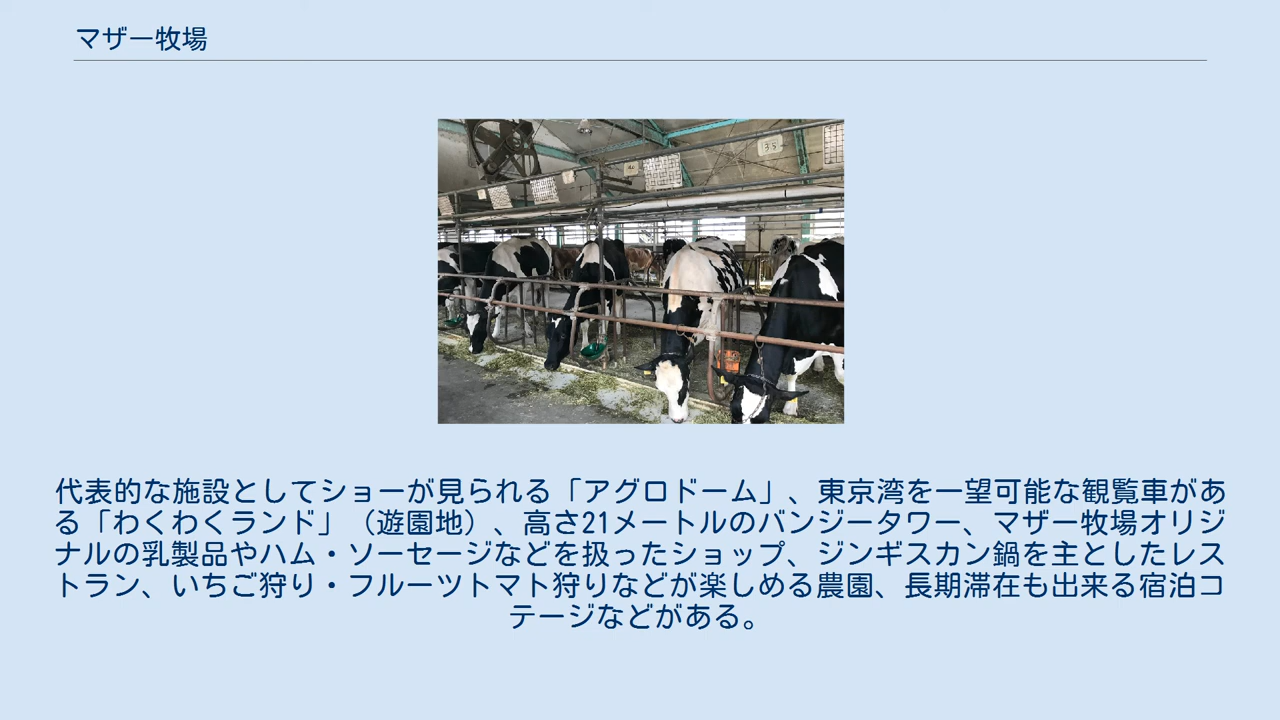 マザー牧場
35
代表的な施設としてショーが見られる「アグロドーム」、東京湾を一望可能な観覧車があ
る「わくわくランド」（遊園地）、高さ21メートルのバンジータワー、マザー牧場オリジ
ナルの乳製品やハム・ソーセージなどを扱ったショップ、ジンギスカン鍋を主としたレス
トラン、いちご狩り・フルーツトマト狩りなどが楽しめる農園、長期滞在も出来る宿泊コ
テージなどがある。